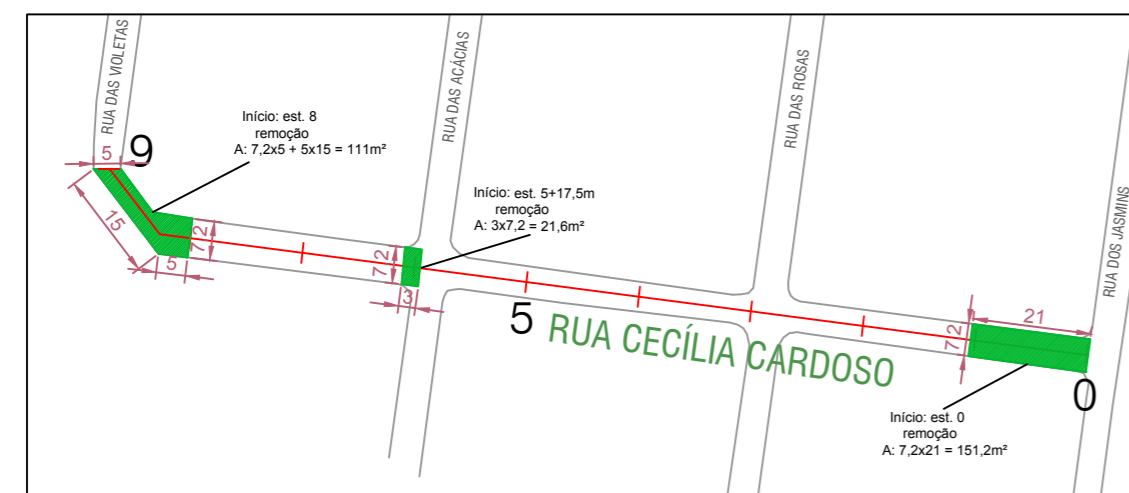 RUA DAS VIOLETAS
RUA DAS ACÁCIAS
RUA DAS ROSAS
RUA DOS JASMINS
Início: est. 8
remoção
A: 7,2x5 + 5x15 = 111m²
9
5
15
5
7,2
Início: est. 5+17,5m
remoção
A: 3x7,2 = 21,6m²
7,2
3
5
RUA CECÍLIA CARDOSO
7,2
21
0
Início: est. 0
remoção
A: 7,2x21 = 151,2m²